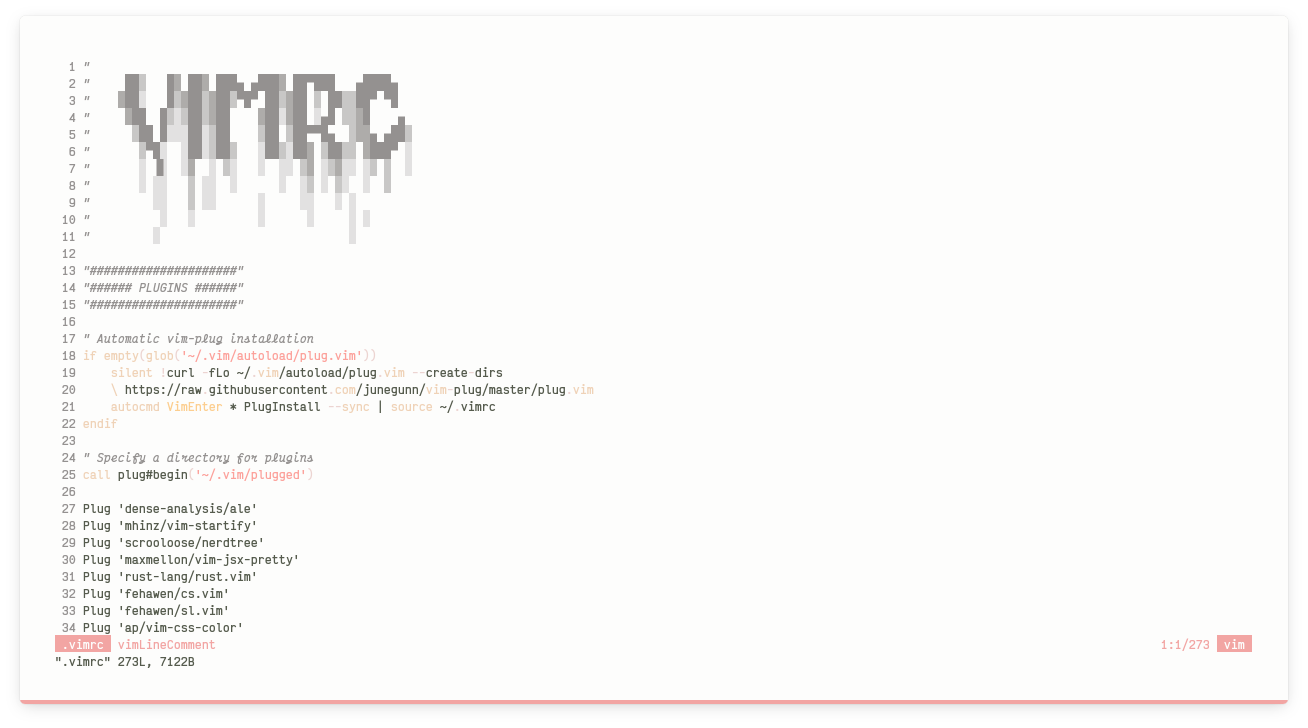 1 "
2 "
3 "
4 "
5 "
6 "
7 "
8 "
9 "
10 "
11 "
12
13 "#####################"
14 "###### PLUGINS ######"
15 "#####################"
16
17 " Automatic vim-plug installation
18 if empty(glob('~/.vim/autoload/plug.vim'))
19     silent !curl -fLo ~/.vim/autoload/plug.vim --create-dirs
20     \ https://raw.githubusercontent.com/junegunn/vim-plug/master/plug.vim
21     autocmd VimEnter * PlugInstall --sync | source ~/.vimrc
22 endif
23
24 " Specify a directory for plugins
25 call plug#begin('~/.vim/plugged')
26
27 Plug 'dense-analysis/ale'
28 Plug 'mhinz/vim-startify'
29 Plug 'scrooloose/nerdtree'
30 Plug 'maxmellon/vim-jsx-pretty'
31 Plug 'rust-lang/rust.vim'
32 Plug 'fehawen/cs.vim'
33 Plug 'fehawen/sl.vim'
34 Plug 'ap/vim-css-color'
.vimrc vimLineComment 1:1/273 vim
".vimrc" 273L, 7122B